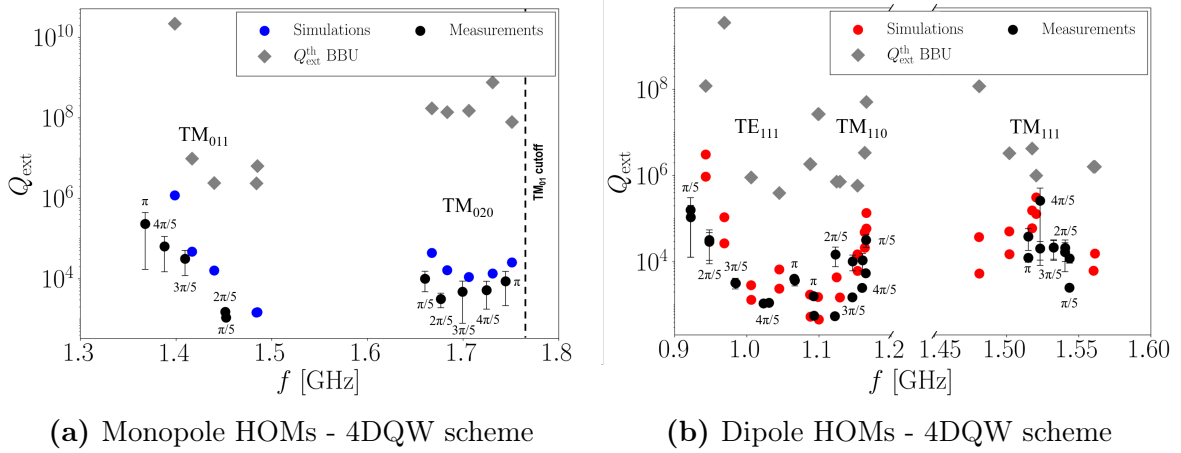 Simulations
Measurements
Q_ext^th BBU
10^10
10^8
10^6
10^4
Q_ext
TM_011
TM_020
TM_01 cutoff
π
4π/5
3π/5
2π/5
π/5
π/5
2π/5
3π/5
4π/5
π
1.3
1.4
1.5
1.6
1.7
1.8
f [GHz]
(a) Monopole HOMs - 4DQW scheme
Simulations
Measurements
Q_ext^th BBU
10^8
10^6
10^4
Q_ext
TE_111
TM_110
TM_111
π/5
2π/5
3π/5
4π/5
π
π
2π/5
3π/5
π/5
4π/5
4π/5
π
2π/5
3π/5
π/5
0.9
1.0
1.1
1.2
1.45
1.50
1.55
1.60
f [GHz]
(b) Dipole HOMs - 4DQW scheme